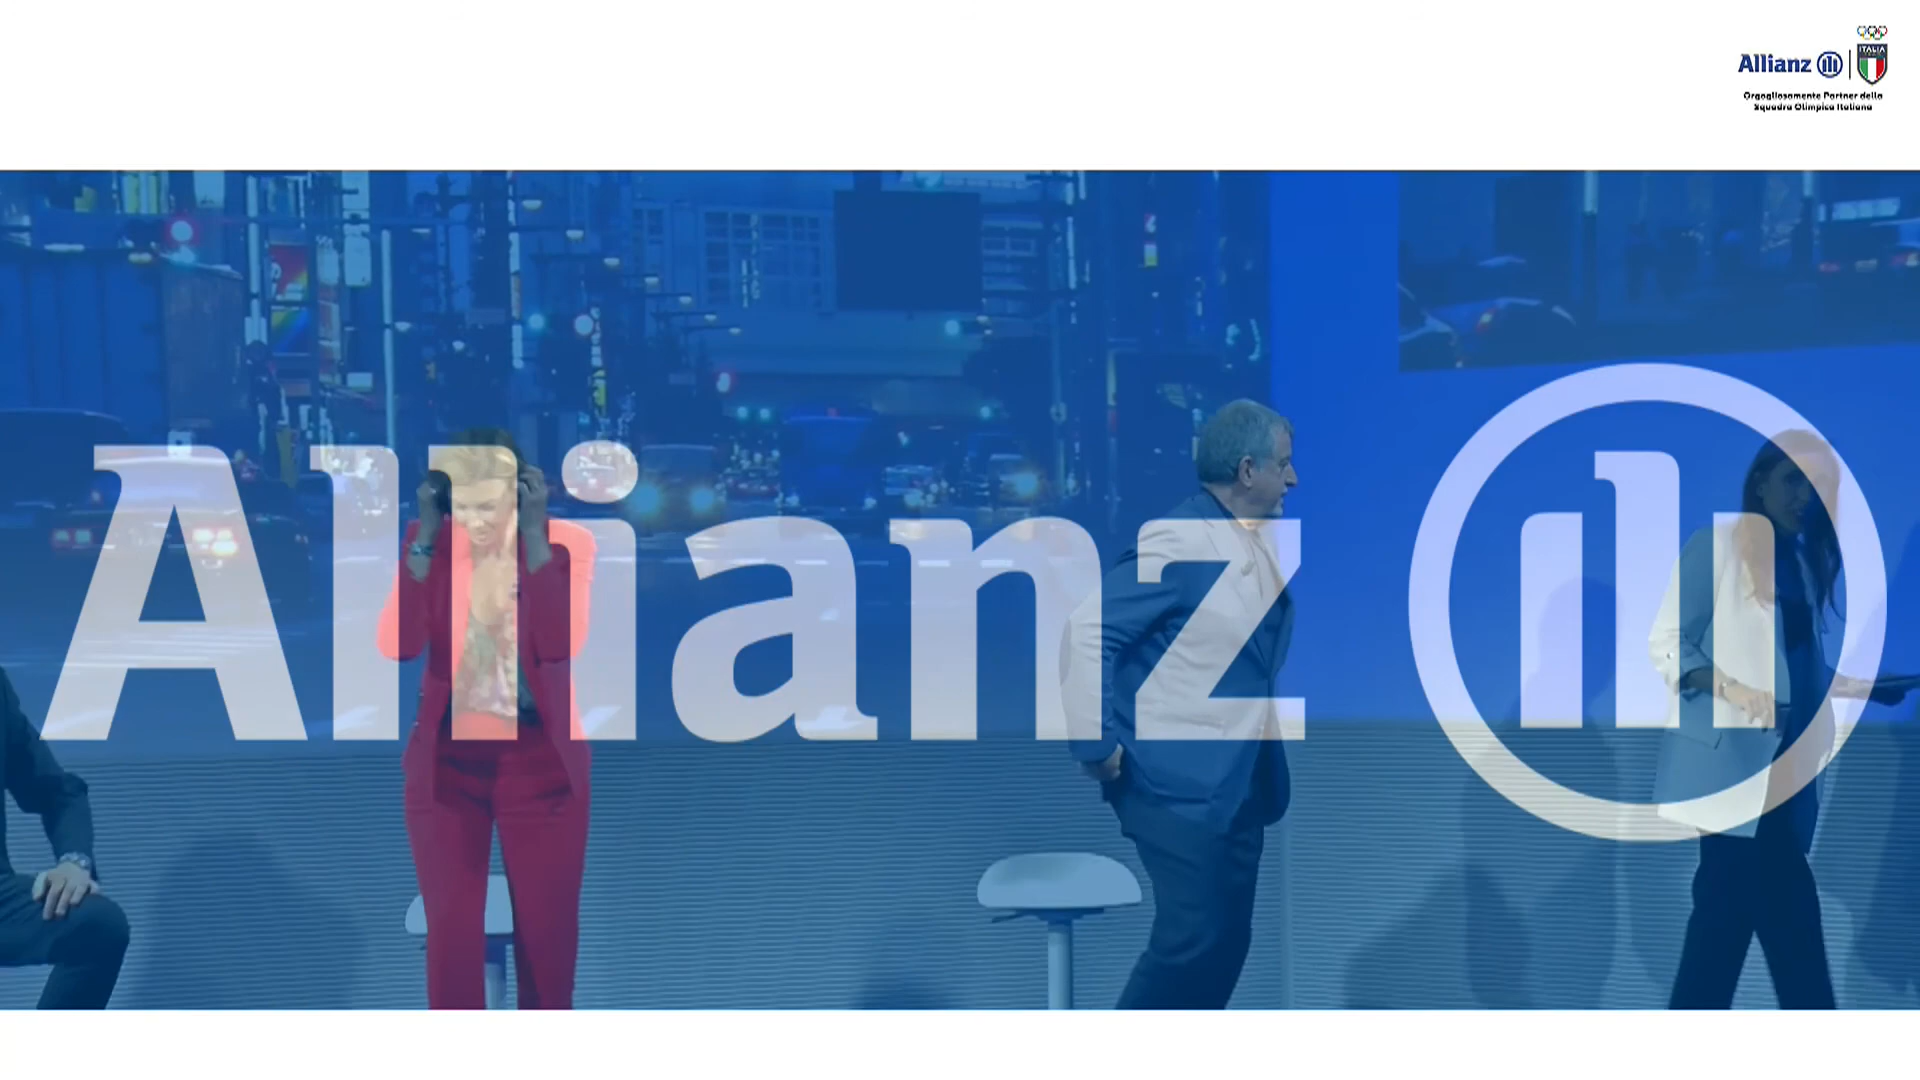 Allianz
ITALIA
Orgogliosamente Partner della
Squadra Olimpica Italiana
Allianz